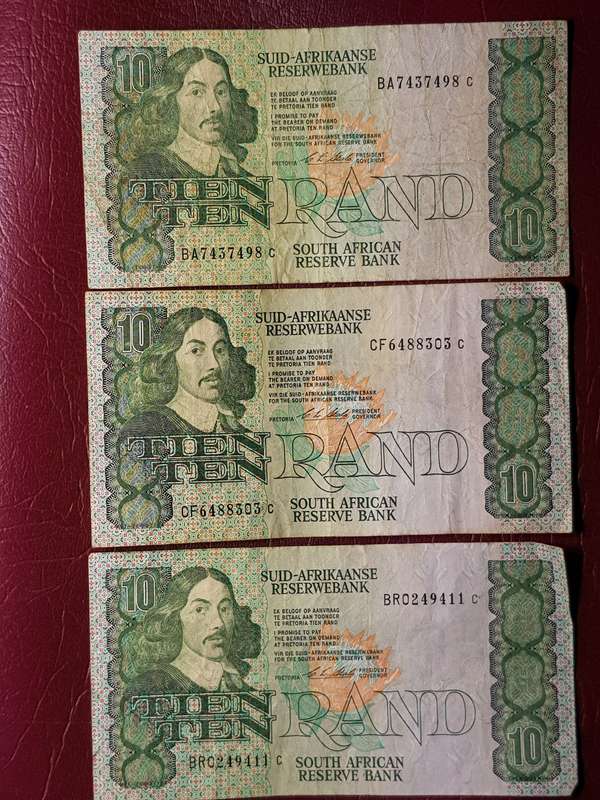 10
SUID-AFRIKAANSE
RESERWEBANK
BA7437498 C
EK BELOOF OP AANVRAAG
TE BETAAL AAN TOONDER
TE PRETORIA TIEN RAND
I PROMISE TO PAY
THE BEARER ON DEMAND
AT PRETORIA TEN RAND
VIR DIE SUID-AFRIKAANSE RESERWEBANK
FOR THE SOUTH AFRICAN RESERVE BANK
PRETORIA PRESIDENT
GOVERNOR
TIEN
TEN RAND
10
BA7437498 C
SOUTH AFRICAN
RESERVE BANK
10
SUID-AFRIKAANSE
RESERWEBANK
CF6488303 C
EK BELOOF OP AANVRAAG
TE BETAAL AAN TOONDER
TE PRETORIA TIEN RAND
I PROMISE TO PAY
THE BEARER ON DEMAND
AT PRETORIA TEN RAND
VIR DIE SUID-AFRIKAANSE RESERWEBANK
FOR THE SOUTH AFRICAN RESERVE BANK
PRETORIA PRESIDENT
GOVERNOR
TIEN
TEN RAND
10
CF6488303 C
SOUTH AFRICAN
RESERVE BANK
10
SUID-AFRIKAANSE
RESERWEBANK
BR0249411 C
EK BELOOF OP AANVRAAG
TE BETAAL AAN TOONDER
TE PRETORIA TIEN RAND
I PROMISE TO PAY
THE BEARER ON DEMAND
AT PRETORIA TEN RAND
VIR DIE SUID-AFRIKAANSE RESERWEBANK
FOR THE SOUTH AFRICAN RESERVE BANK
PRETORIA PRESIDENT
GOVERNOR
TIEN
TEN RAND
10
BR0249411 C
SOUTH AFRICAN
RESERVE BANK